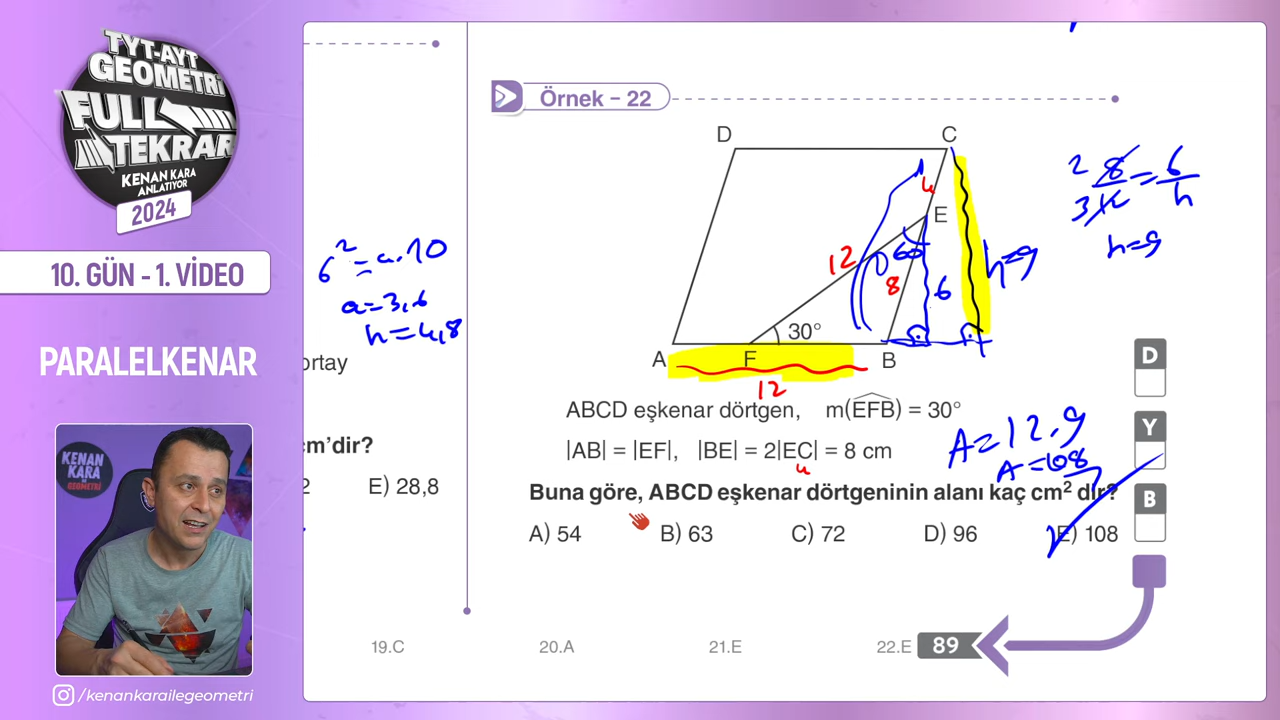 TYT-AYT
GEOMETRİ
FULL
TEKRAR
KENAN KARA
ANLATIYOR
2024
10. GÜN - 1. VİDEO
PARALELKENAR
KENAN
KARA
GEOMETRİ
/kenankarailegeometri
6² = a.10
a = 3,6
h = 4,8
ortay
cm'dir?
2
E) 28,8
Örnek - 22
D
C
4
E
12
60
8
6
h=9
30°
A
F
B
12
2 8 = 6
3 12 h
h = 9
ABCD eşkenar dörtgen, m(EFB) = 30°
|AB| = |EF|, |BE| = 2|EC| = 8 cm
4
A = 12.9
A = 108
Buna göre, ABCD eşkenar dörtgeninin alanı kaç cm² dir?
A) 54 B) 63 C) 72 D) 96 E) 108
D
Y
B
19.C 20.A 21.E 22.E 89